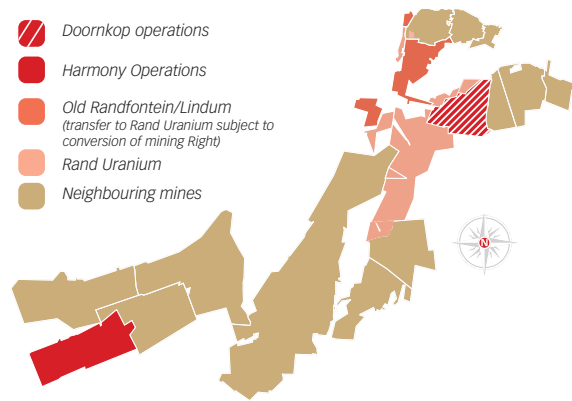 Doornkop operations
Harmony Operations
Old Randfontein/Lindum
(transfer to Rand Uranium subject to
conversion of mining Right)
Rand Uranium
Neighbouring mines
N